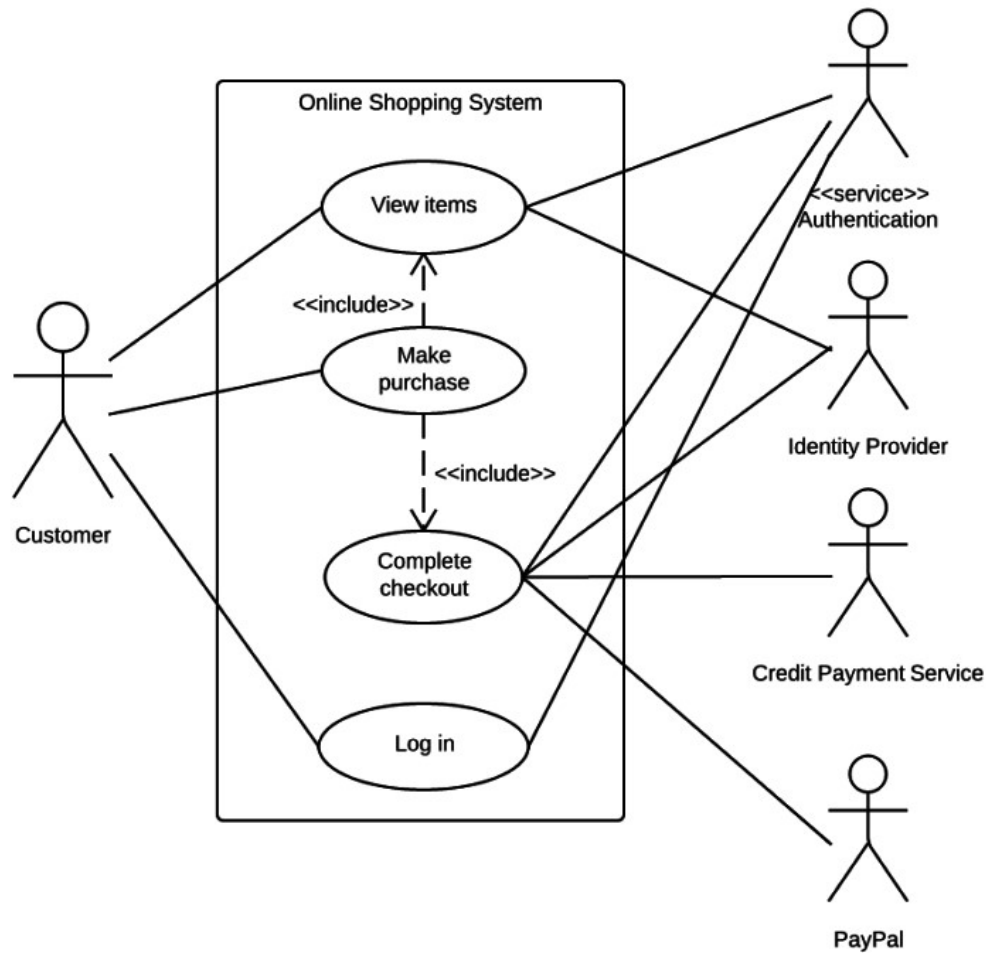 Online Shopping System
View items
<<service>>
Authentication
<<include>>
Make
purchase
Identity Provider
<<include>>
Customer
Complete
checkout
Credit Payment Service
Log in
PayPal